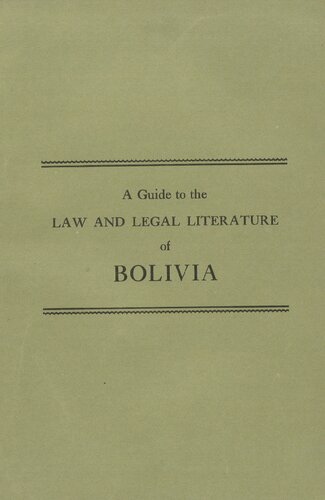 A Guide to the
LAW AND LEGAL LITERATURE
of
BOLIVIA